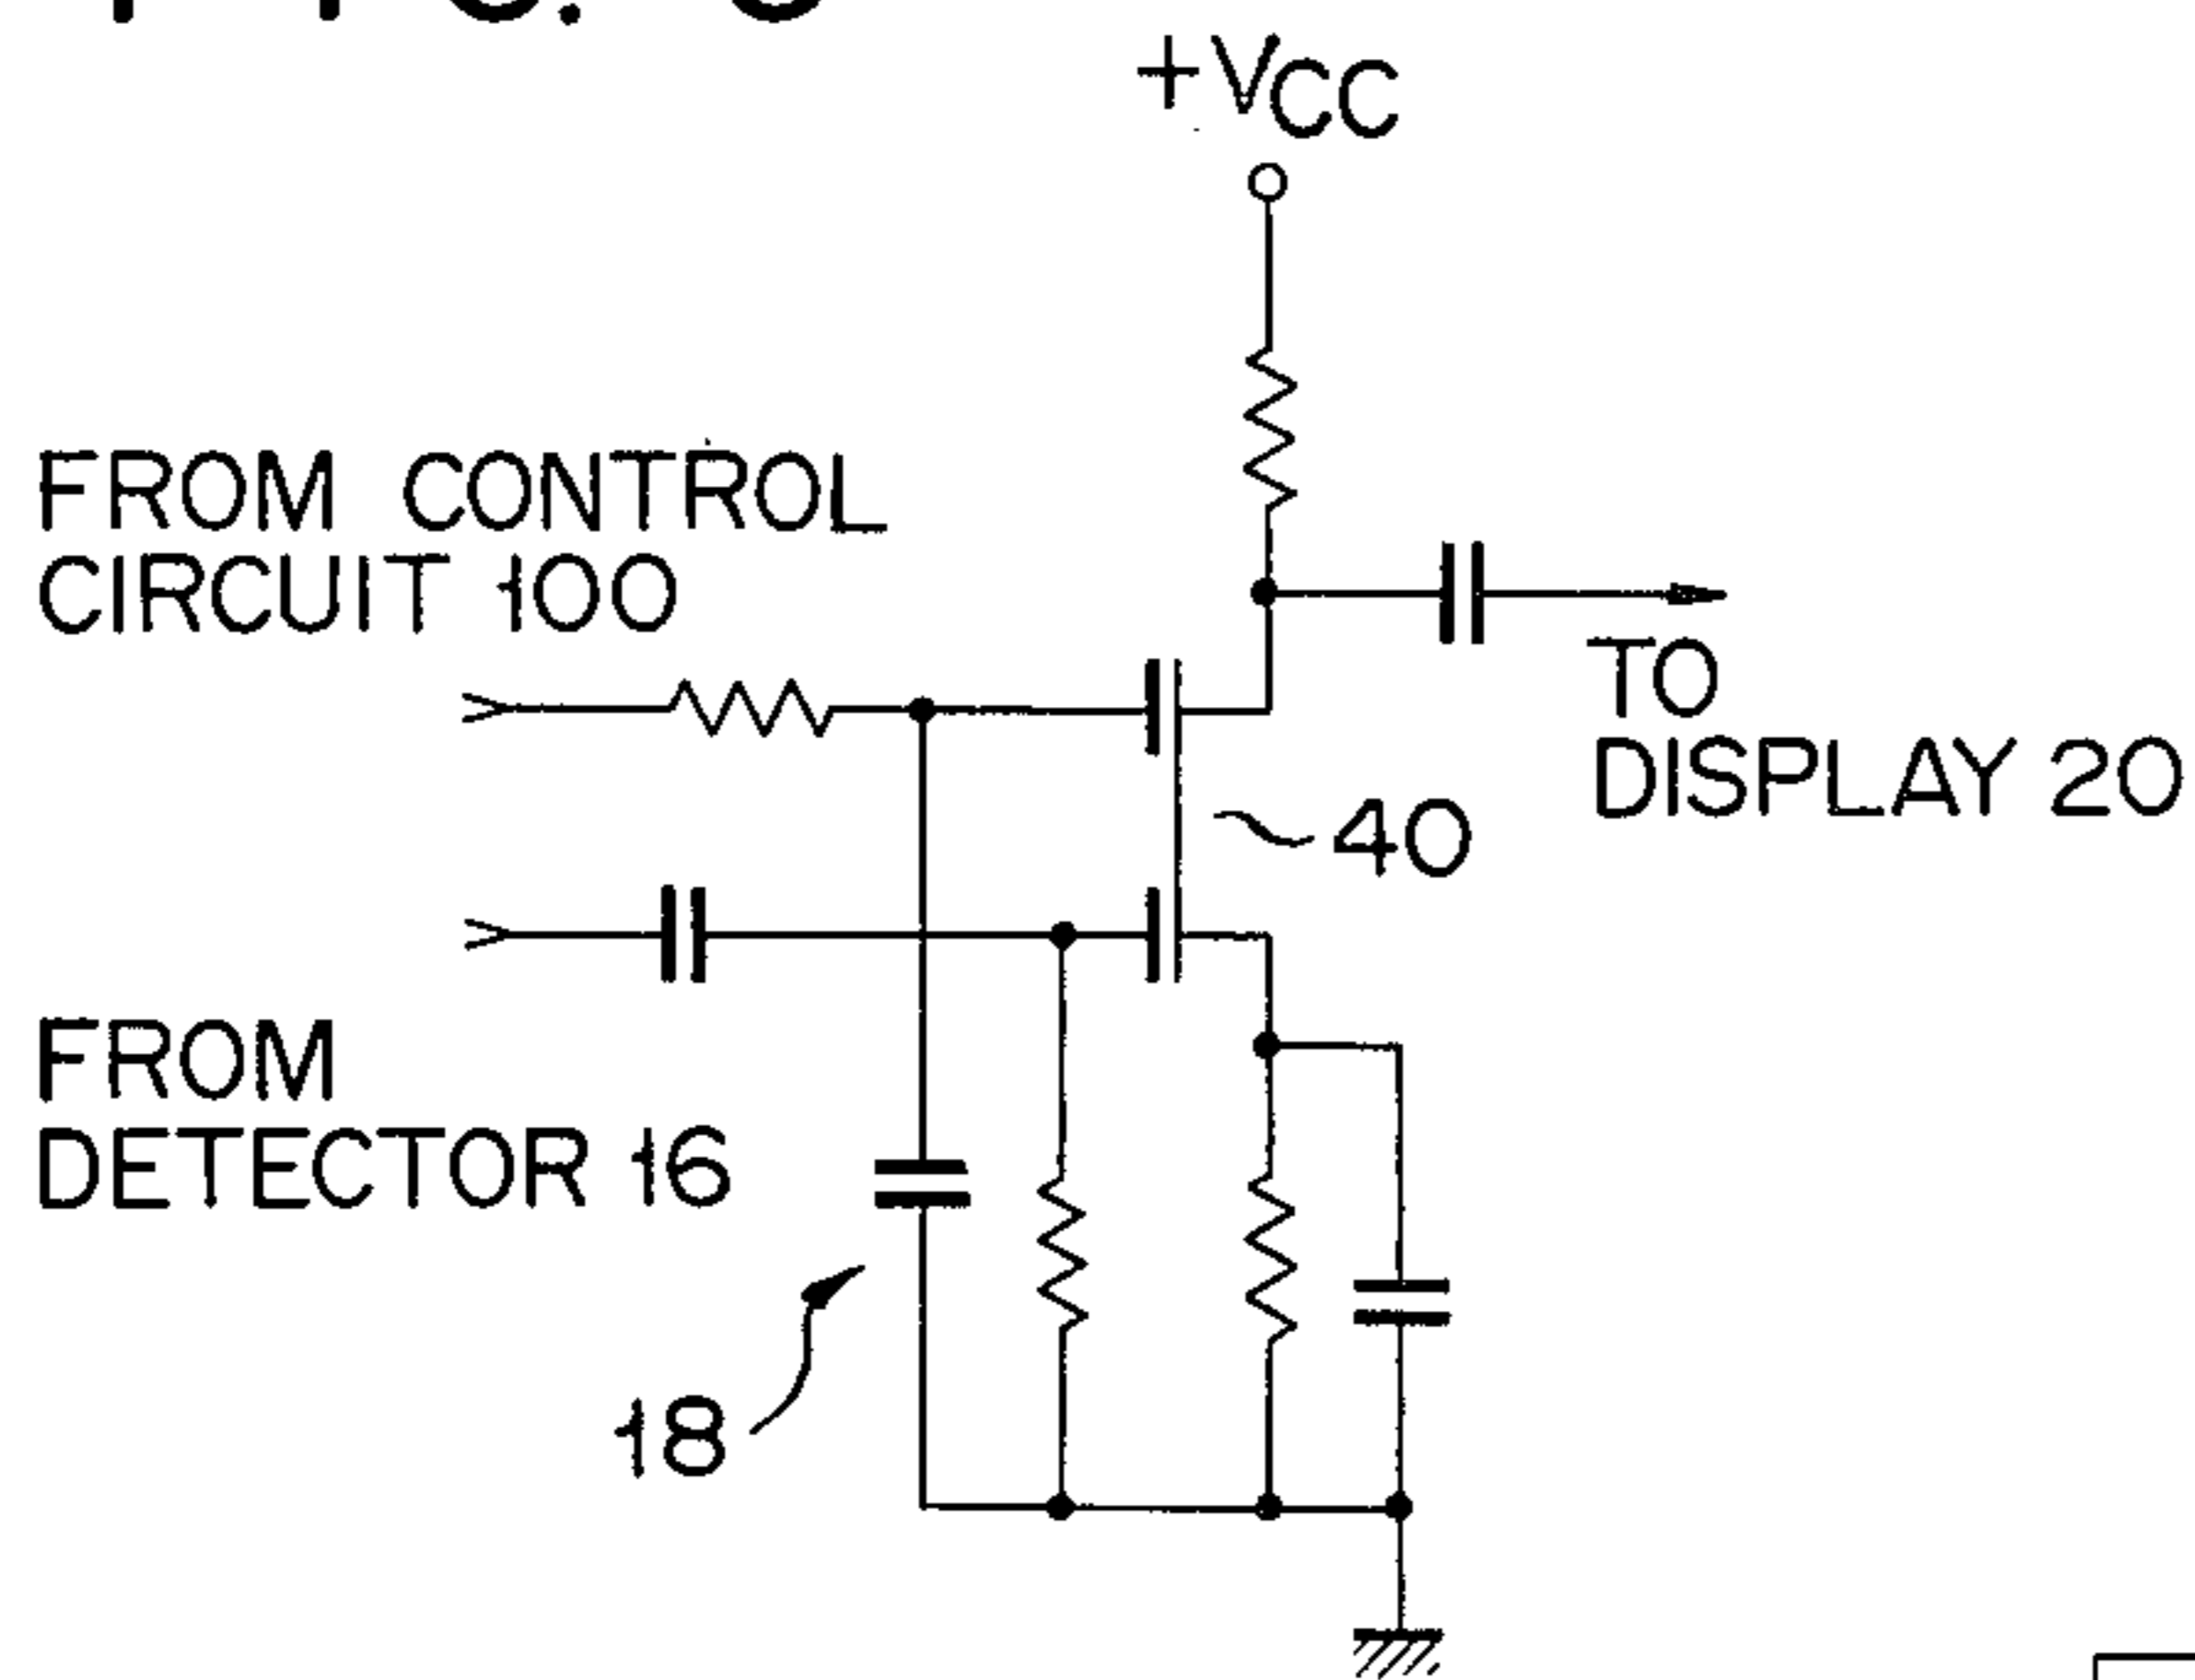 +VCC
FROM CONTROL
CIRCUIT 100
TO
DISPLAY 20
40
FROM
DETECTOR 16
18